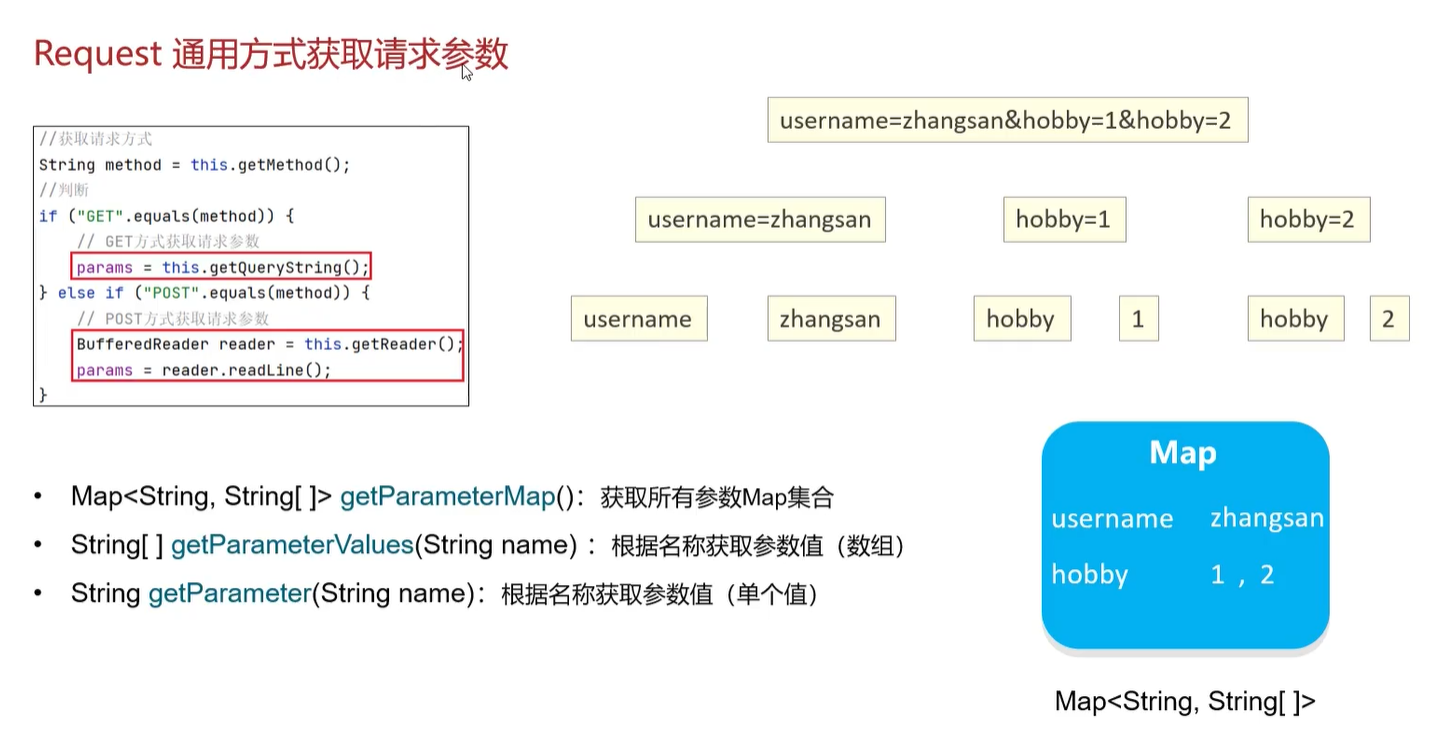 Request 通用方式获取请求参数
//获取请求方式
String method = this.getMethod();
//判断
if ("GET".equals(method)) {
// GET方式获取请求参数
params = this.getQueryString();
} else if ("POST".equals(method)) {
// POST方式获取请求参数
BufferedReader reader = this.getReader();
params = reader.readLine();
}
username=zhangsan&hobby=1&hobby=2
username=zhangsan hobby=1 hobby=2
username zhangsan hobby 1 hobby 2
• Map<String, String[ ]> getParameterMap()：获取所有参数Map集合
• String[ ] getParameterValues(String name) ：根据名称获取参数值（数组）
• String getParameter(String name)：根据名称获取参数值（单个值）
Map
username zhangsan
hobby 1 , 2
Map<String, String[ ]>